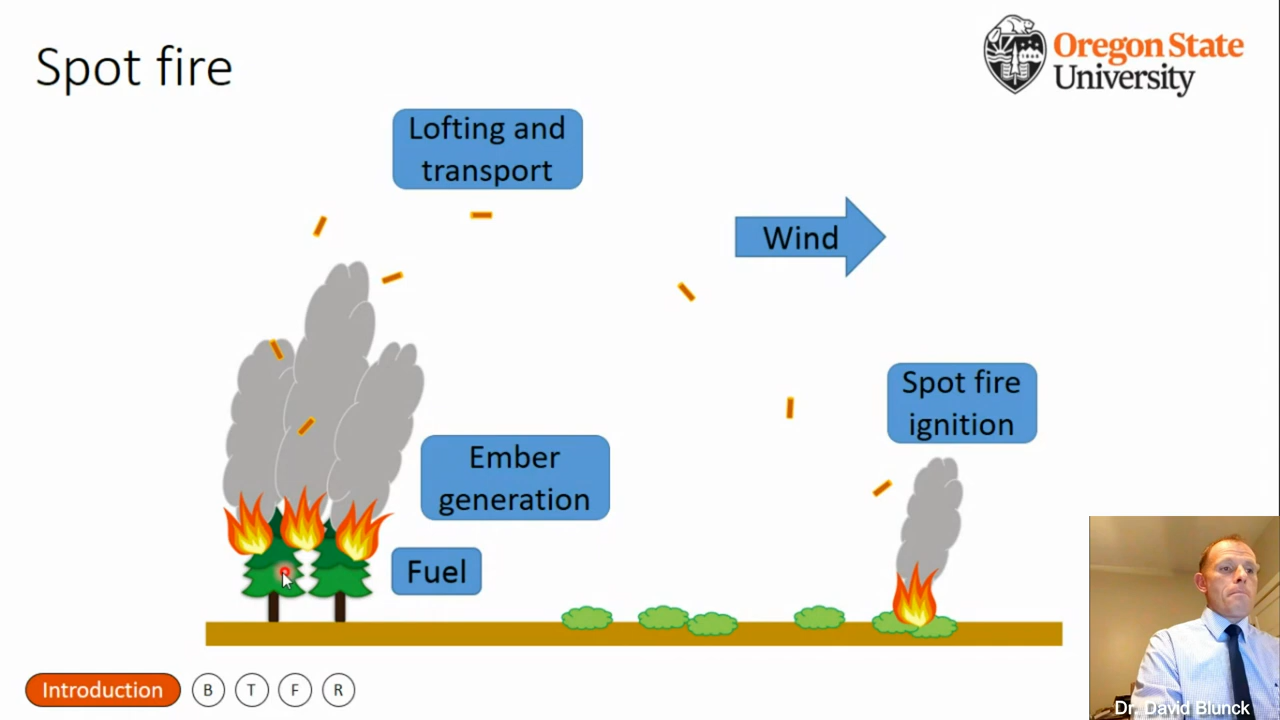 Spot fire
Oregon State
University
Lofting and
transport
Wind
Spot fire
ignition
Ember
generation
Fuel
Introduction
B
T
F
R
Dr. David Blunck